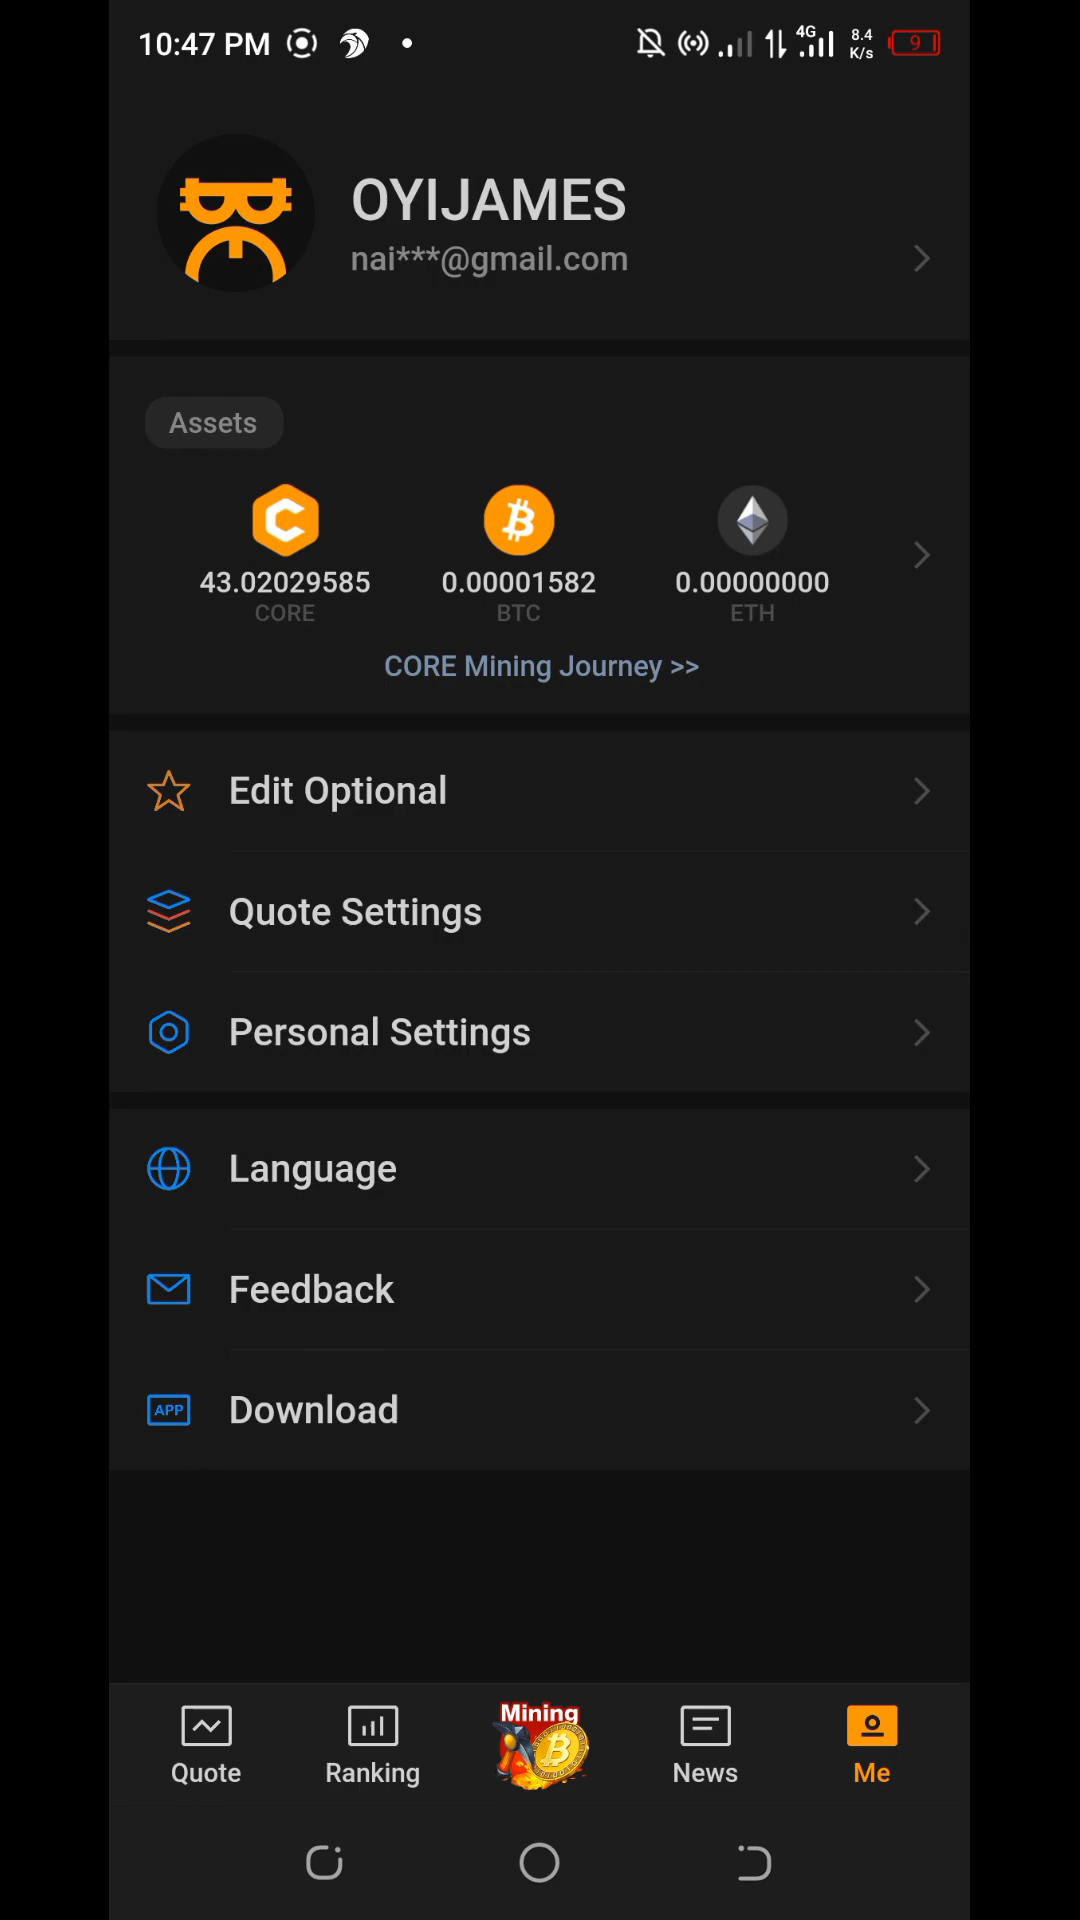 10:47 PM
4G
8.4
K/s
9
OYIJAMES
nai***@gmail.com
Assets
43.02029585
CORE
0.00001582
BTC
0.00000000
ETH
CORE Mining Journey >>
Edit Optional
Quote Settings
Personal Settings
Language
Feedback
APP
Download
Mining
Quote
Ranking
News
Me